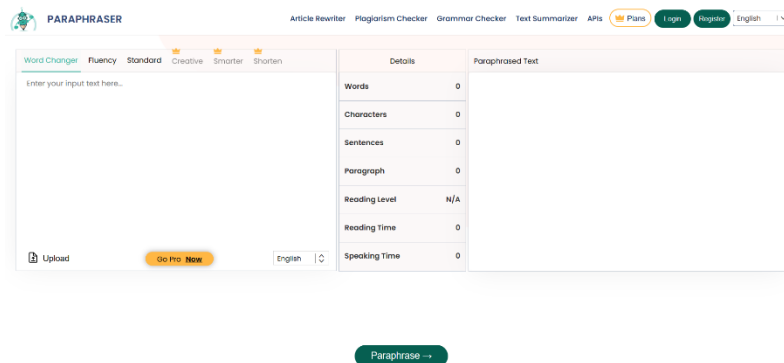 PARAPHRASER
Article Rewriter Plagiarism Checker Grammar Checker Text Summarizer APIs Plans Login Register English
Word Changer Fluency Standard Creative Smarter Shorten
Enter your input text here...
Upload
Go Pro Now
English
Details
Words 0
Characters 0
Sentences 0
Paragraph 0
Reading Level N/A
Reading Time 0
Speaking Time 0
Paraphrased Text
Paraphrase →